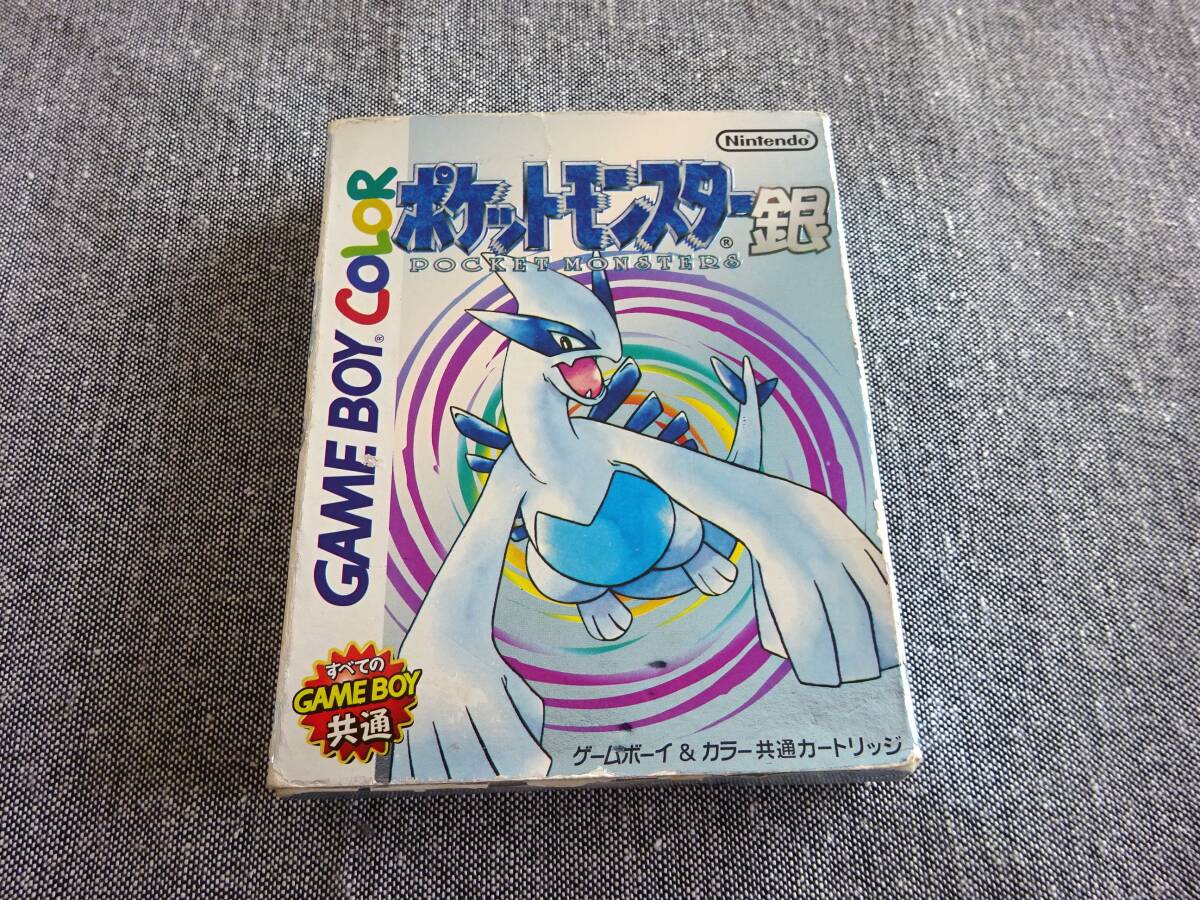 Nintendo®
ポケットモンスター®銀
POCKET MONSTERS
GAME BOY® COLOR
すべての
GAME BOY
共通
ゲームボーイ & カラー共通カートリッジ